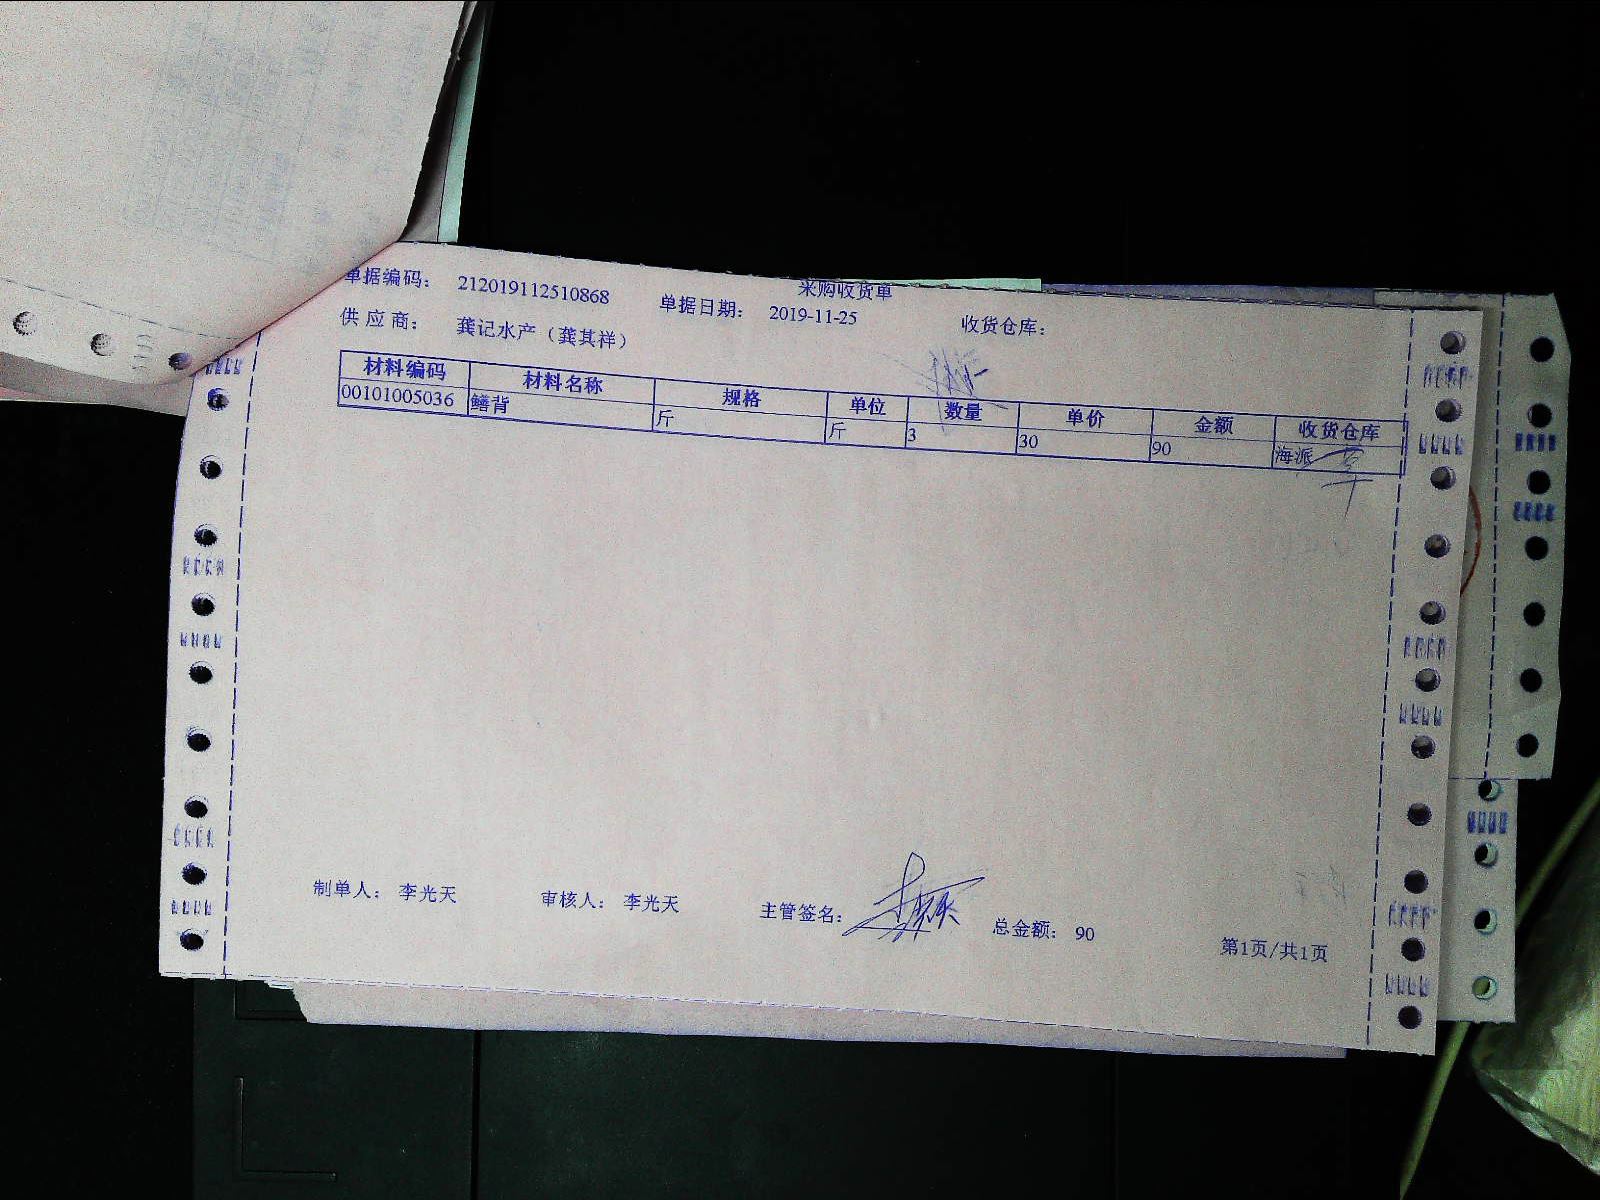 采购收货单
单据编码： 212019112510868 单据日期： 2019-11-25 收货仓库：
供 应 商： 龚记水产（龚其祥）
材料编码 材料名称 规格 单位 数量 单价 金额 收货仓库
00101005036 鳝背 斤 斤 3 30 90 海派
制单人： 李光天 审核人： 李光天 主管签名： 总金额： 90
第1页/共1页